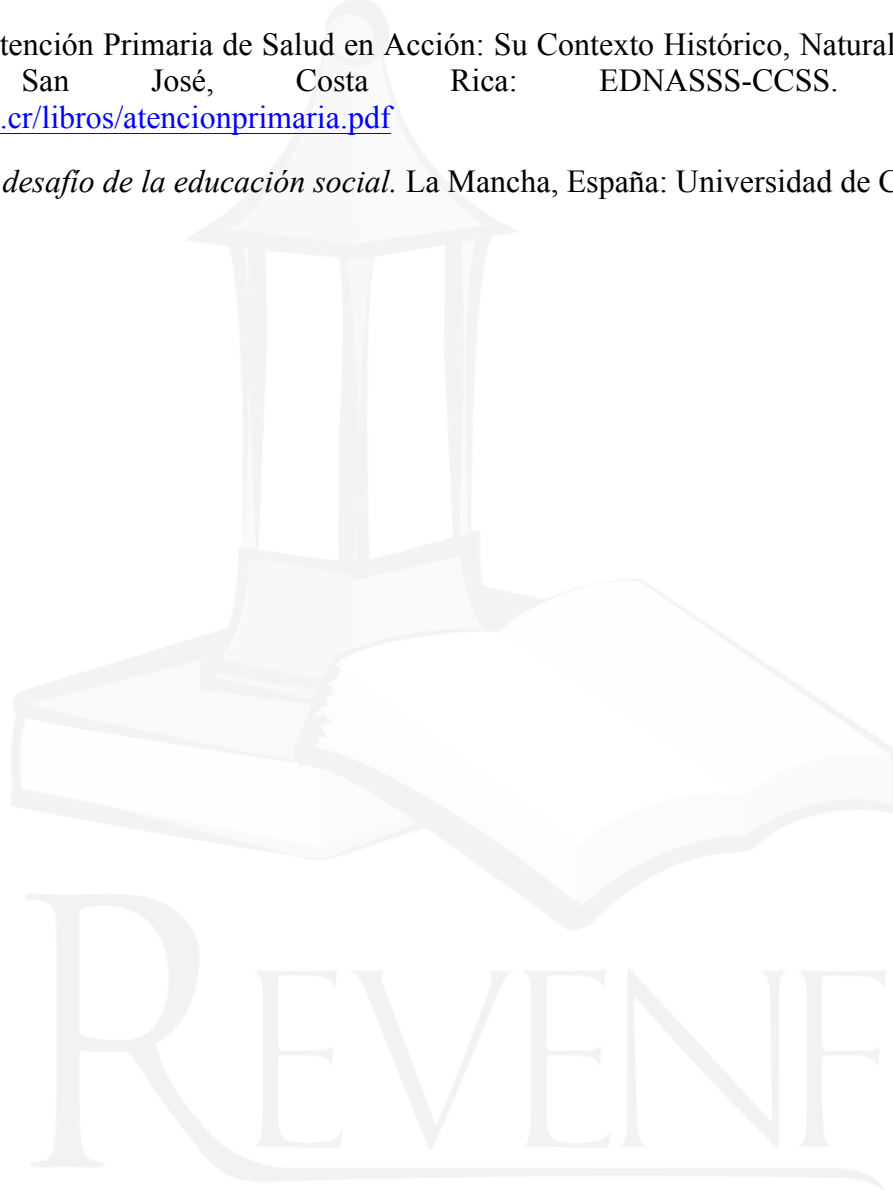 tención Primaria de Salud en Acción: Su Contexto Histórico, Natural
San José, Costa Rica: EDNASSS-CCSS.
.cr/libros/atencionprimaria.pdf
desafío de la educación social. La Mancha, España: Universidad de C
REVENF